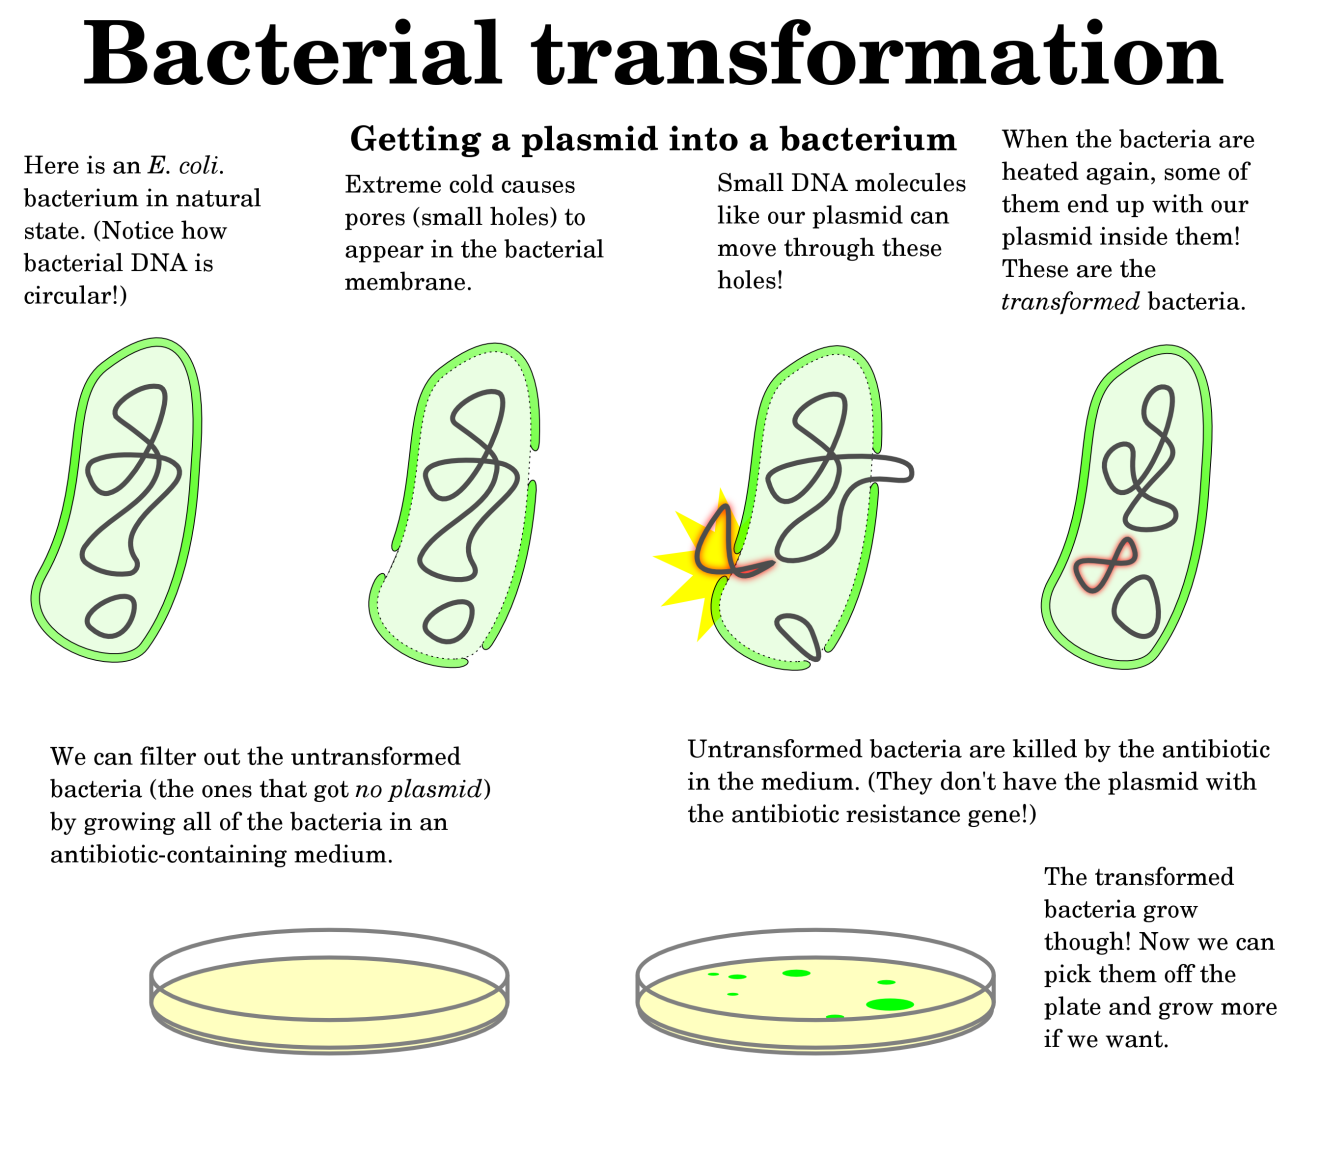 Bacterial transformation
Getting a plasmid into a bacterium
Here is an E. coli.
bacterium in natural
state. (Notice how
bacterial DNA is
circular!)
Extreme cold causes
pores (small holes) to
appear in the bacterial
membrane.
Small DNA molecules
like our plasmid can
move through these
holes!
When the bacteria are
heated again, some of
them end up with our
plasmid inside them!
These are the
transformed bacteria.
We can filter out the untransformed
bacteria (the ones that got no plasmid)
by growing all of the bacteria in an
antibiotic-containing medium.
Untransformed bacteria are killed by the antibiotic
in the medium. (They don't have the plasmid with
the antibiotic resistance gene!)
The transformed
bacteria grow
though! Now we can
pick them off the
plate and grow more
if we want.